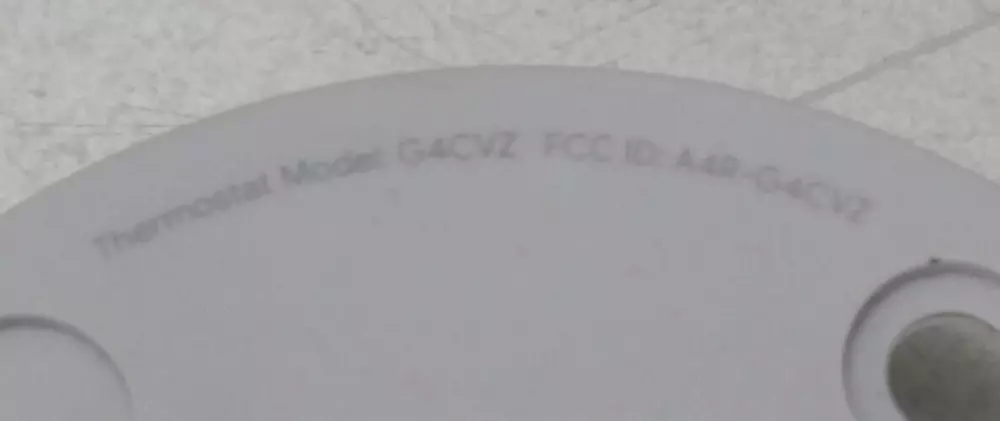 Thermostat Model: G4CVZ FCC ID: A4R-G4CVZ